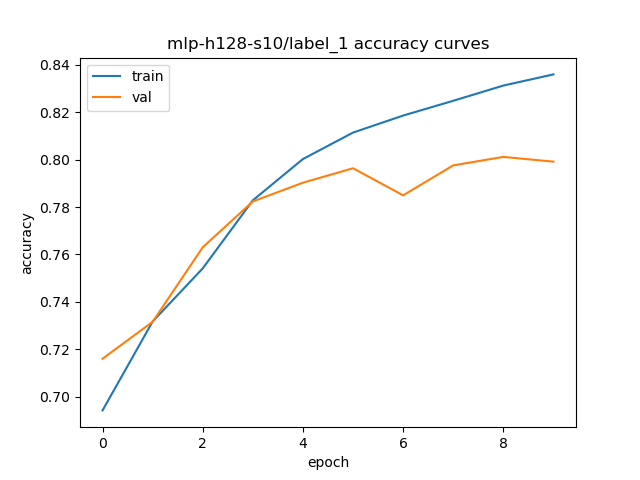 mlp-h128-s10/label_1 accuracy curves
train
val
0.84
0.82
0.80
0.78
0.76
0.74
0.72
0.70
accuracy
0 2 4 6 8
epoch